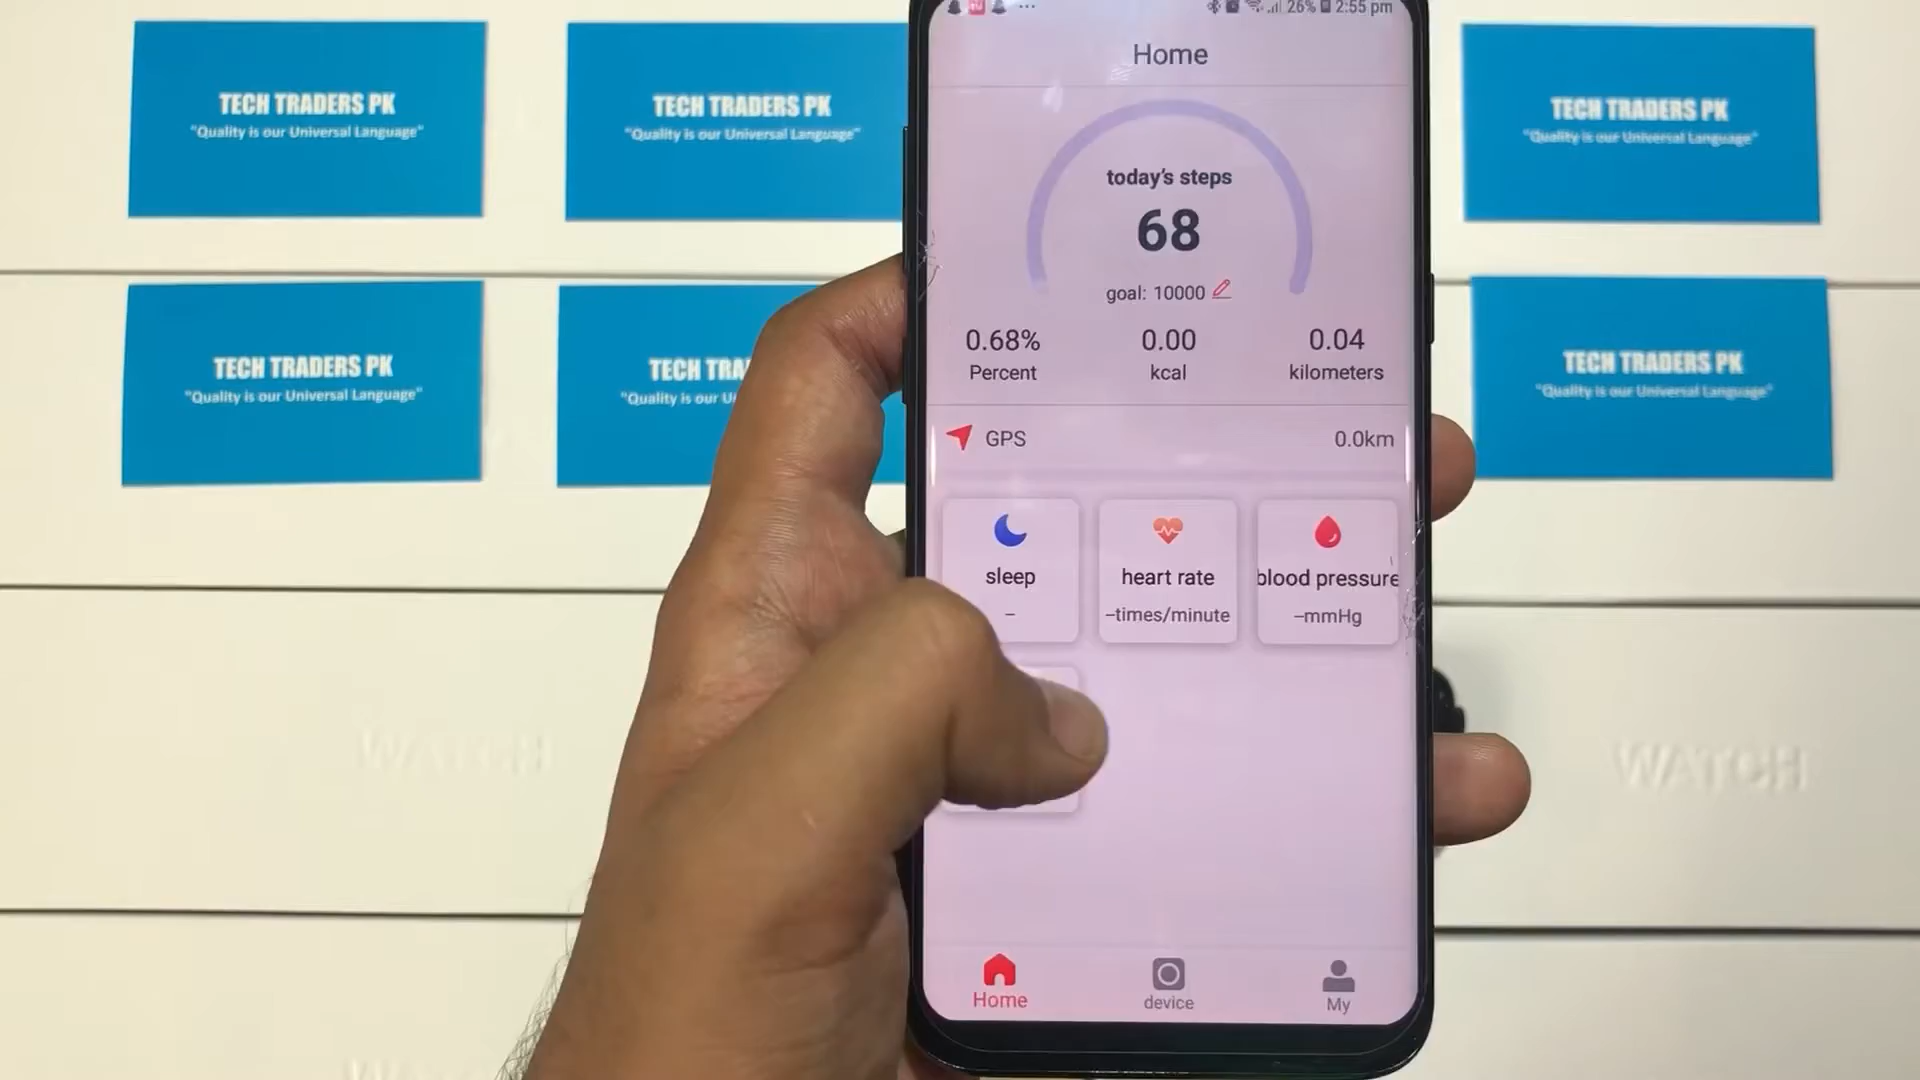 TECH TRADERS PK
"Quality is our Universal Language"
TECH TRADERS PK
"Quality is our Universal Language"
TECH TRADERS PK
"Quality is our Universal Language"
TECH TRADERS PK
"Quality is our Universal Language"
TECH TRA
"Quality is our U
TECH TRADERS PK
"Quality is our Universal Language"
26% 2:55 pm
Home
today's steps
68
goal: 10000
0.68% 0.00 0.04
Percent kcal kilometers
GPS 0.0km
sleep heart rate blood pressure
– –times/minute –mmHg
Home device My
WATCH
WATCH